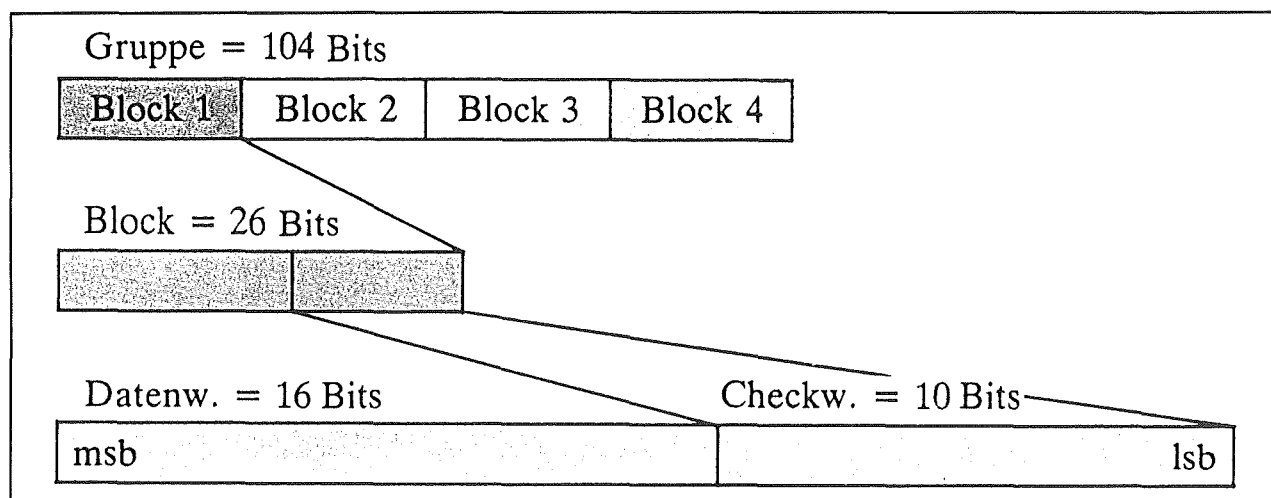 Gruppe = 104 Bits
Block 1 Block 2 Block 3 Block 4
Block = 26 Bits
Datenw. = 16 Bits Checkw. = 10 Bits
msb lsb